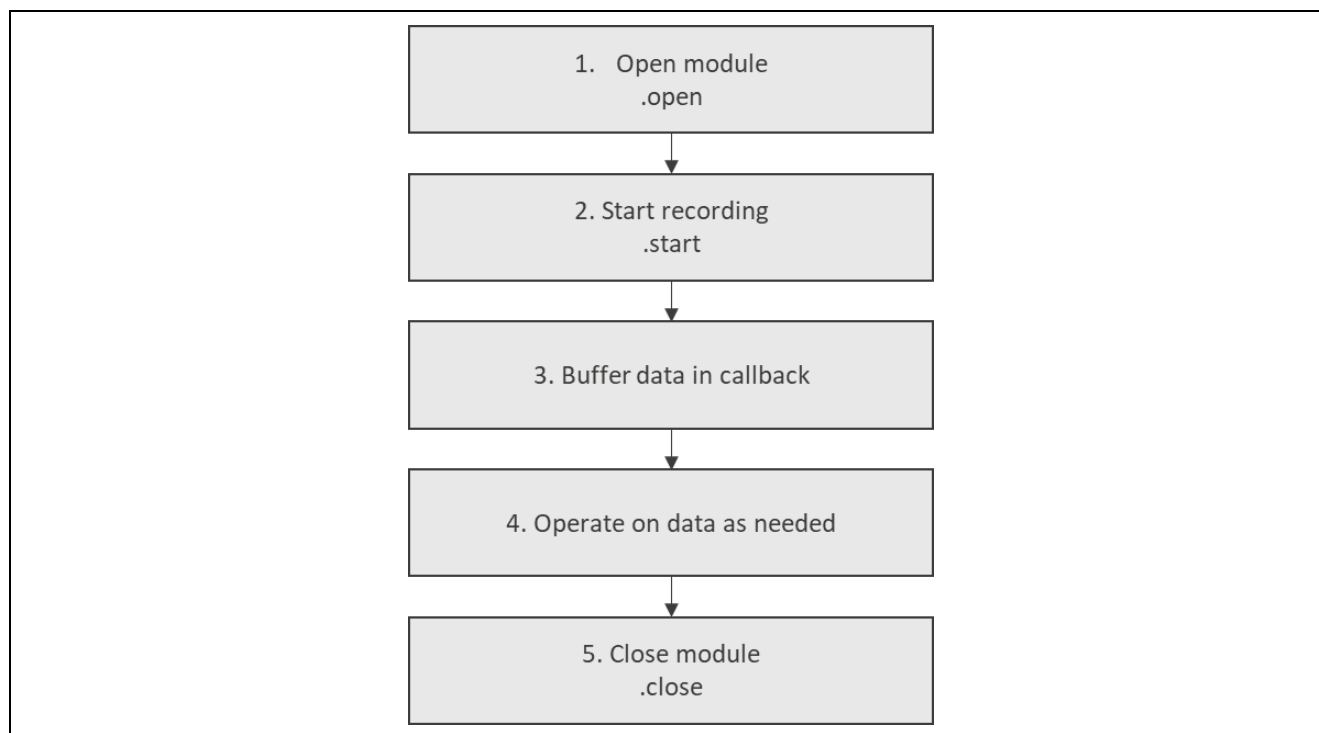 1. Open module
.open
2. Start recording
.start
3. Buffer data in callback
4. Operate on data as needed
5. Close module
.close